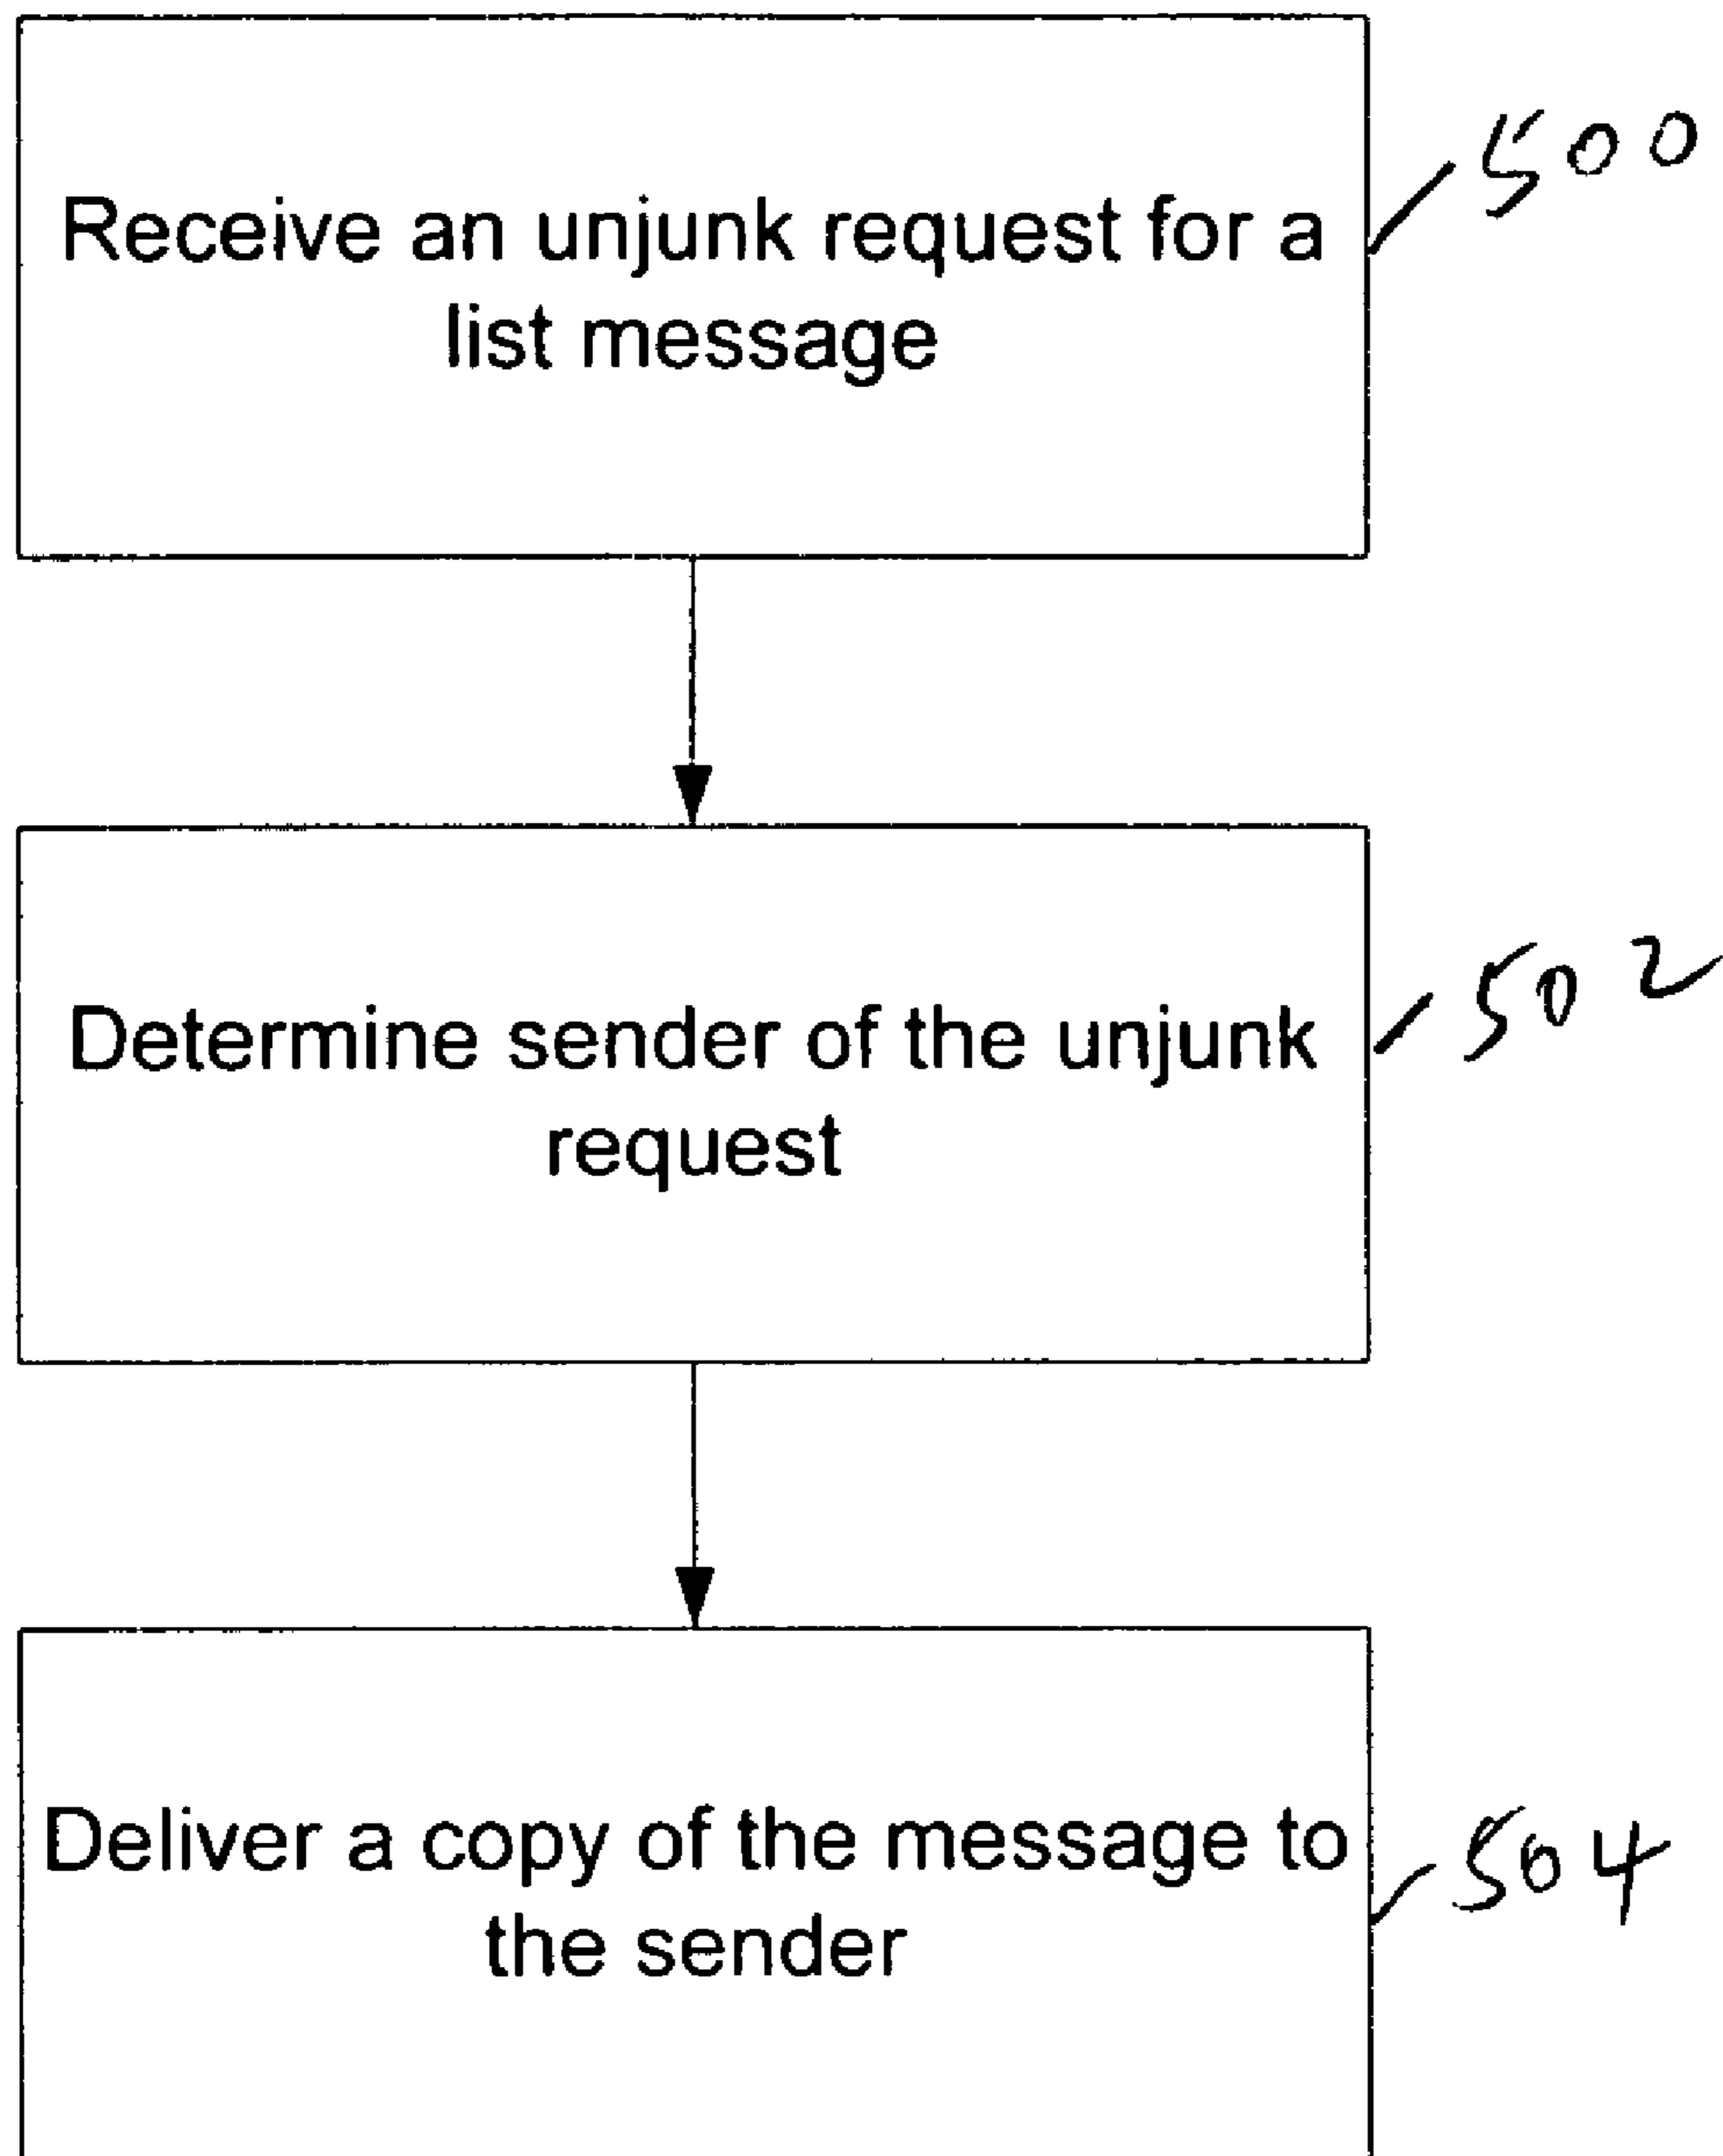 Receive an unjunk request for a
list message
500
Determine sender of the unjunk
request
502
Deliver a copy of the message to
the sender
504